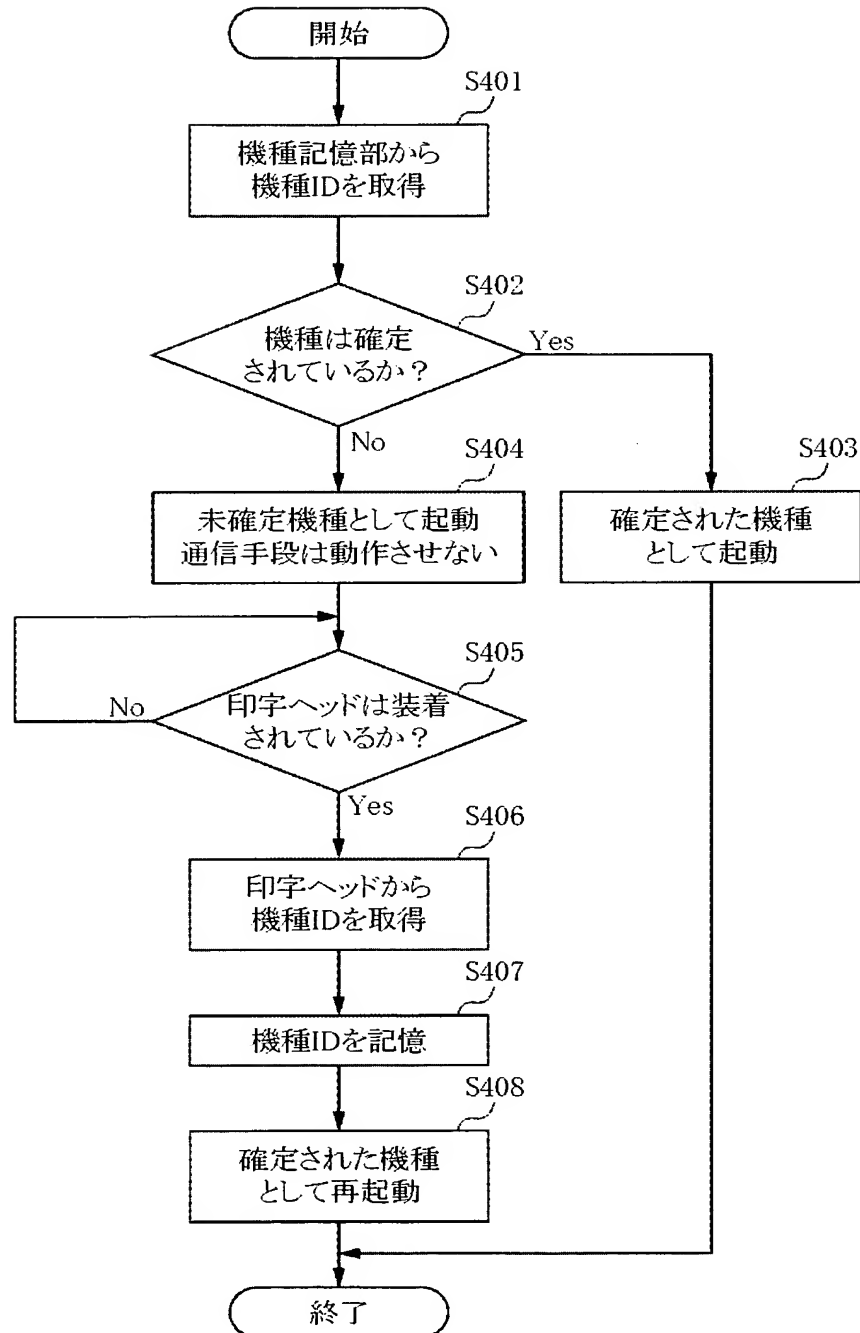 開始
S401
機種記憶部から
機種IDを取得
S402
機種は確定
されているか？
Yes
No
S404
未確定機種として起動
通信手段は動作させない
S403
確定された機種
として起動
S405
印字ヘッドは装着
されているか？
No
Yes
S406
印字ヘッドから
機種IDを取得
S407
機種IDを記憶
S408
確定された機種
として再起動
終了